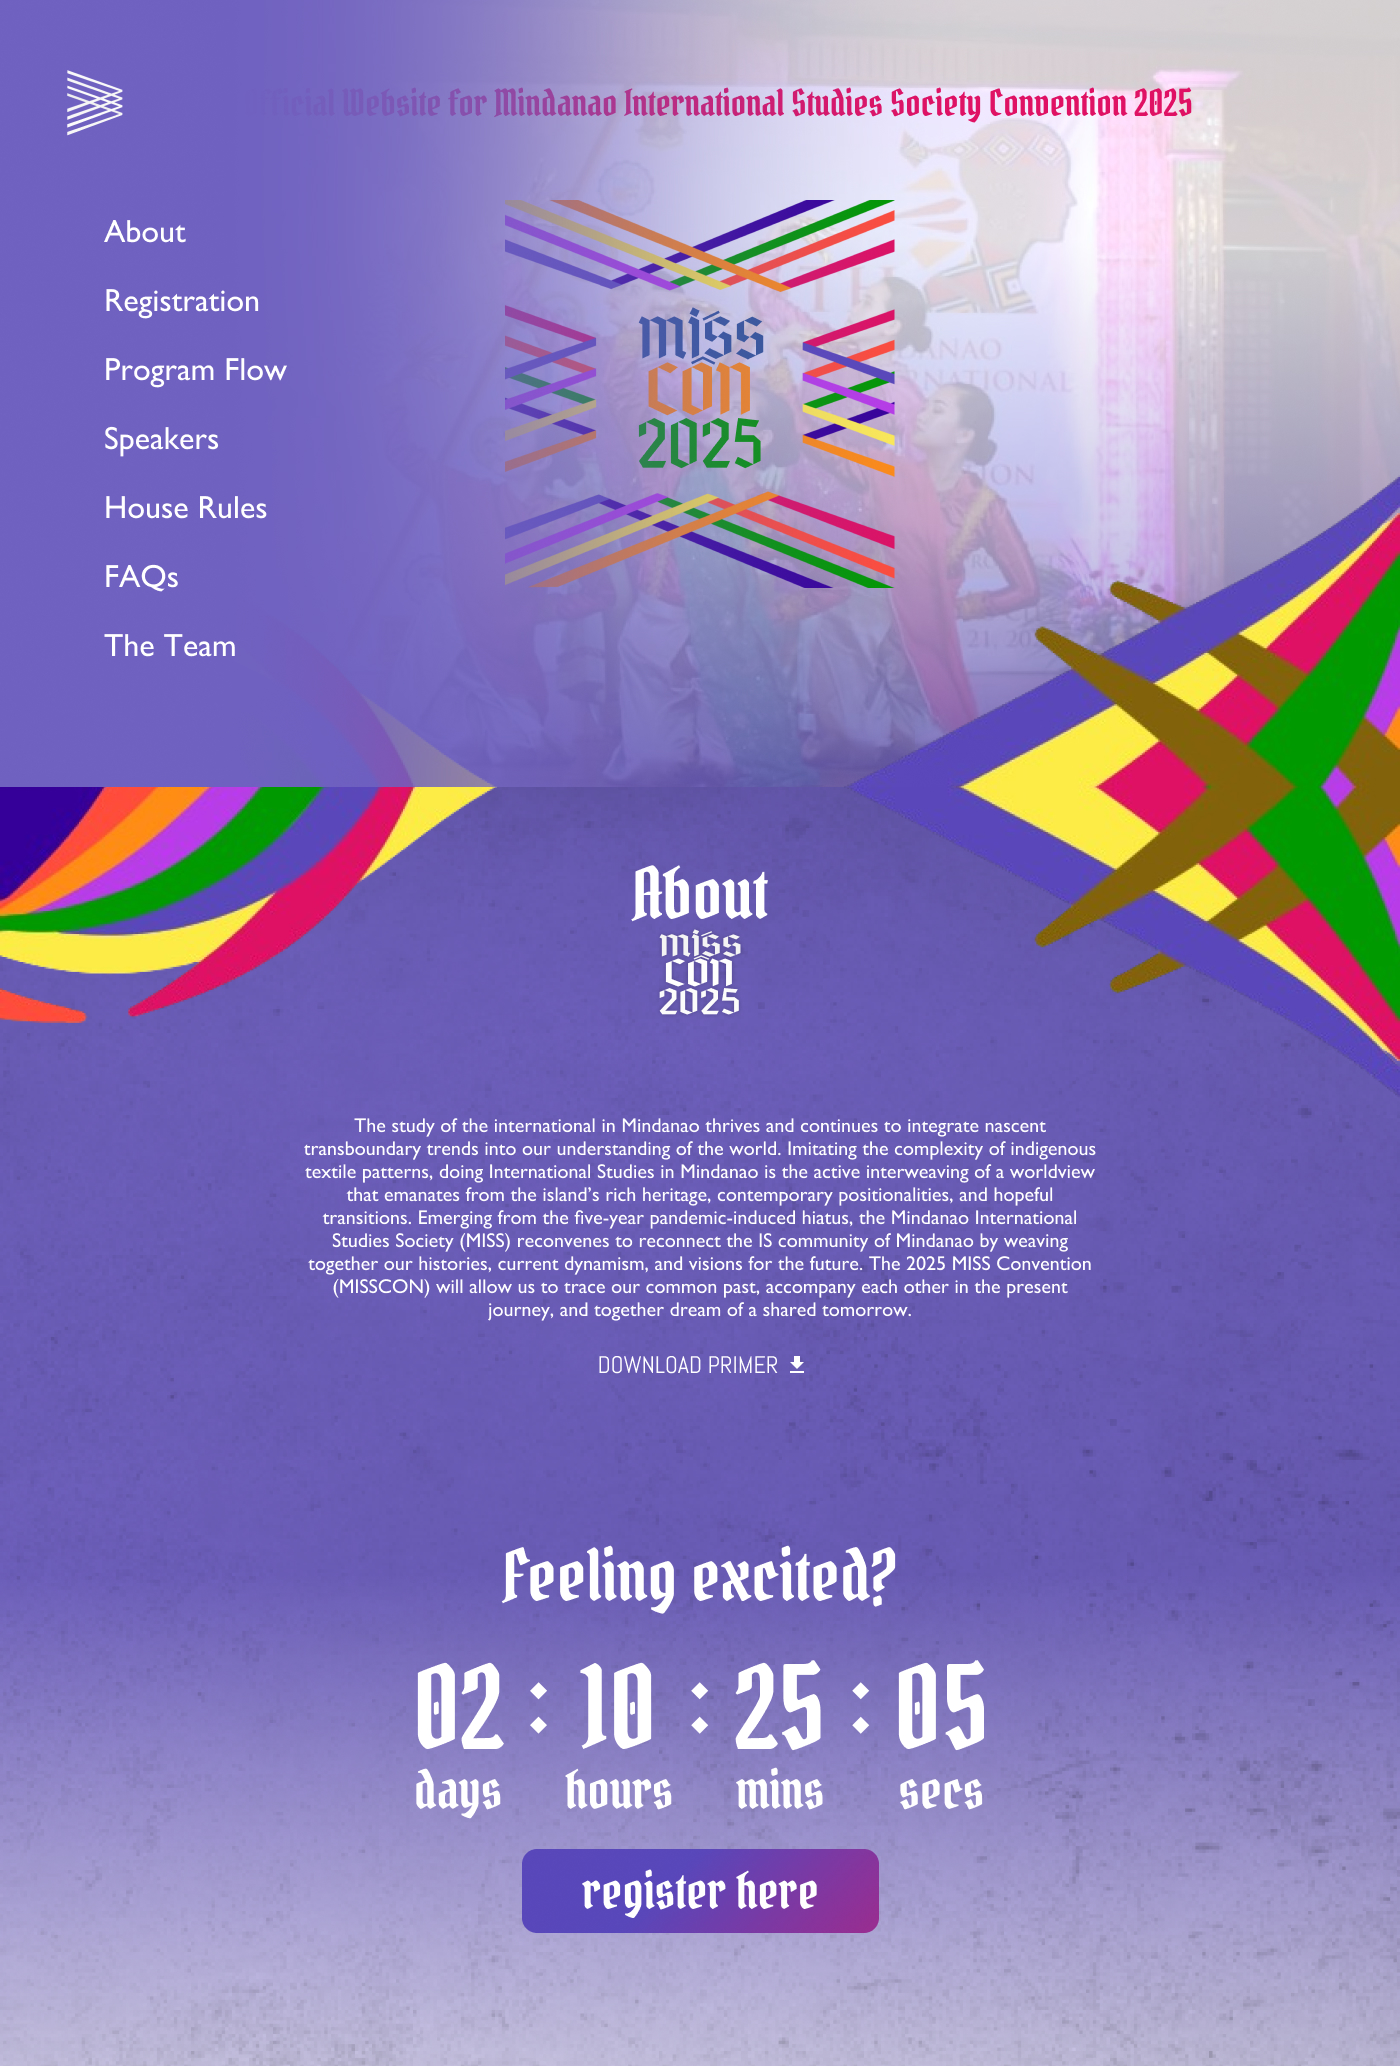 Official Website for Mindanao International Studies Society Convention 2025
About
Registration
Program Flow
Speakers
House Rules
FAQs
The Team
miss
con
2025
About
miss
con
2025
The study of the international in Mindanao thrives and continues to integrate nascent
transboundary trends into our understanding of the world. Imitating the complexity of indigenous
textile patterns, doing International Studies in Mindanao is the active interweaving of a worldview
that emanates from the island’s rich heritage, contemporary positionalities, and hopeful
transitions. Emerging from the five-year pandemic-induced hiatus, the Mindanao International
Studies Society (MISS) reconvenes to reconnect the IS community of Mindanao by weaving
together our histories, current dynamism, and visions for the future. The 2025 MISS Convention
(MISSCON) will allow us to trace our common past, accompany each other in the present
journey, and together dream of a shared tomorrow.
DOWNLOAD PRIMER
Feeling excited?
02 : 10 : 25 : 05
days hours mins secs
register here